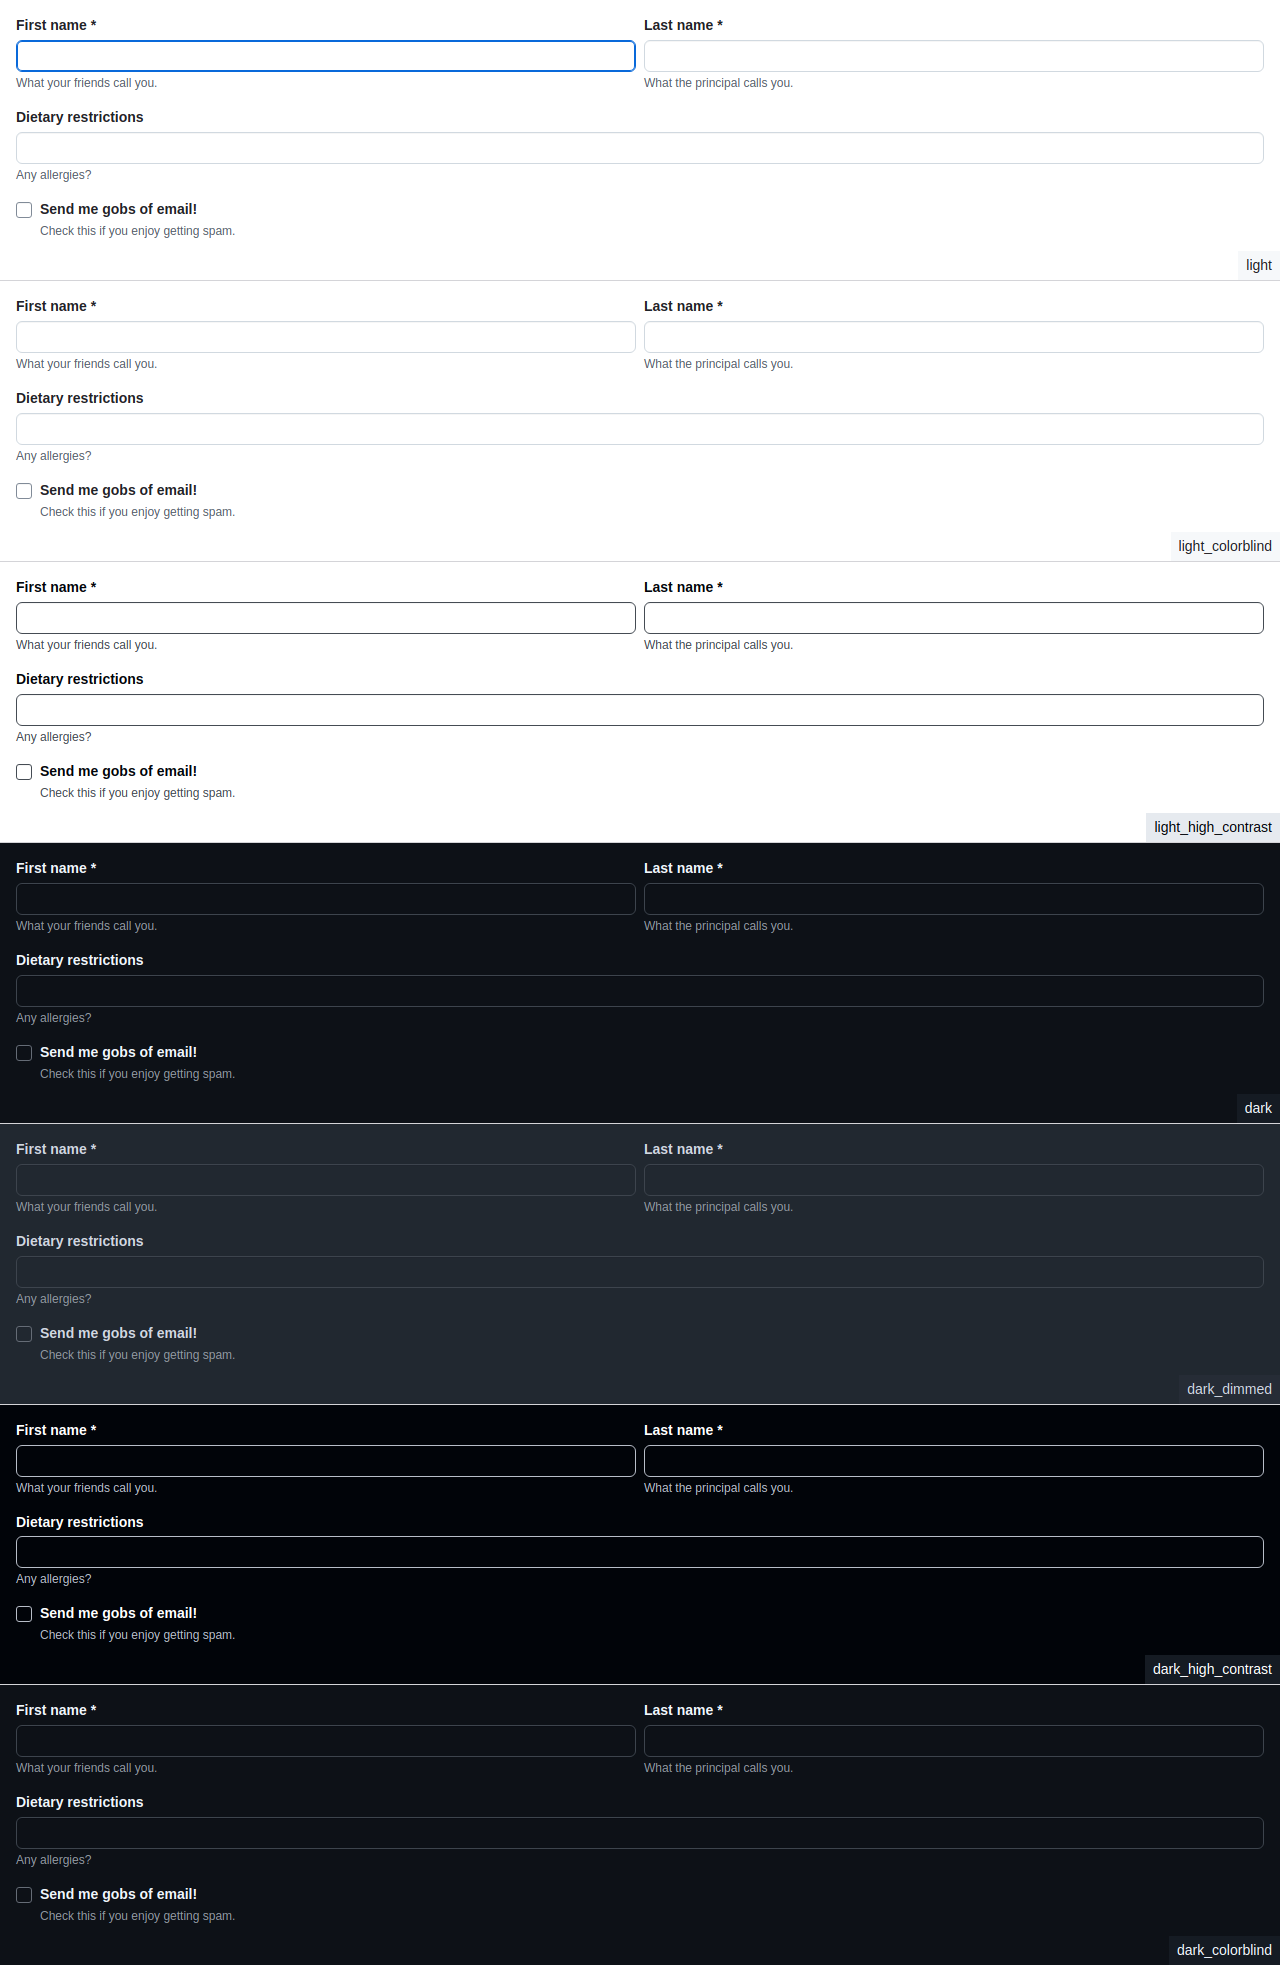 First name * Last name *
What your friends call you. What the principal calls you.
Dietary restrictions
Any allergies?
Send me gobs of email!
Check this if you enjoy getting spam.
light
First name * Last name *
What your friends call you. What the principal calls you.
Dietary restrictions
Any allergies?
Send me gobs of email!
Check this if you enjoy getting spam.
light_colorblind
First name * Last name *
What your friends call you. What the principal calls you.
Dietary restrictions
Any allergies?
Send me gobs of email!
Check this if you enjoy getting spam.
light_high_contrast
First name * Last name *
What your friends call you. What the principal calls you.
Dietary restrictions
Any allergies?
Send me gobs of email!
Check this if you enjoy getting spam.
dark
First name * Last name *
What your friends call you. What the principal calls you.
Dietary restrictions
Any allergies?
Send me gobs of email!
Check this if you enjoy getting spam.
dark_dimmed
First name * Last name *
What your friends call you. What the principal calls you.
Dietary restrictions
Any allergies?
Send me gobs of email!
Check this if you enjoy getting spam.
dark_high_contrast
First name * Last name *
What your friends call you. What the principal calls you.
Dietary restrictions
Any allergies?
Send me gobs of email!
Check this if you enjoy getting spam.
dark_colorblind